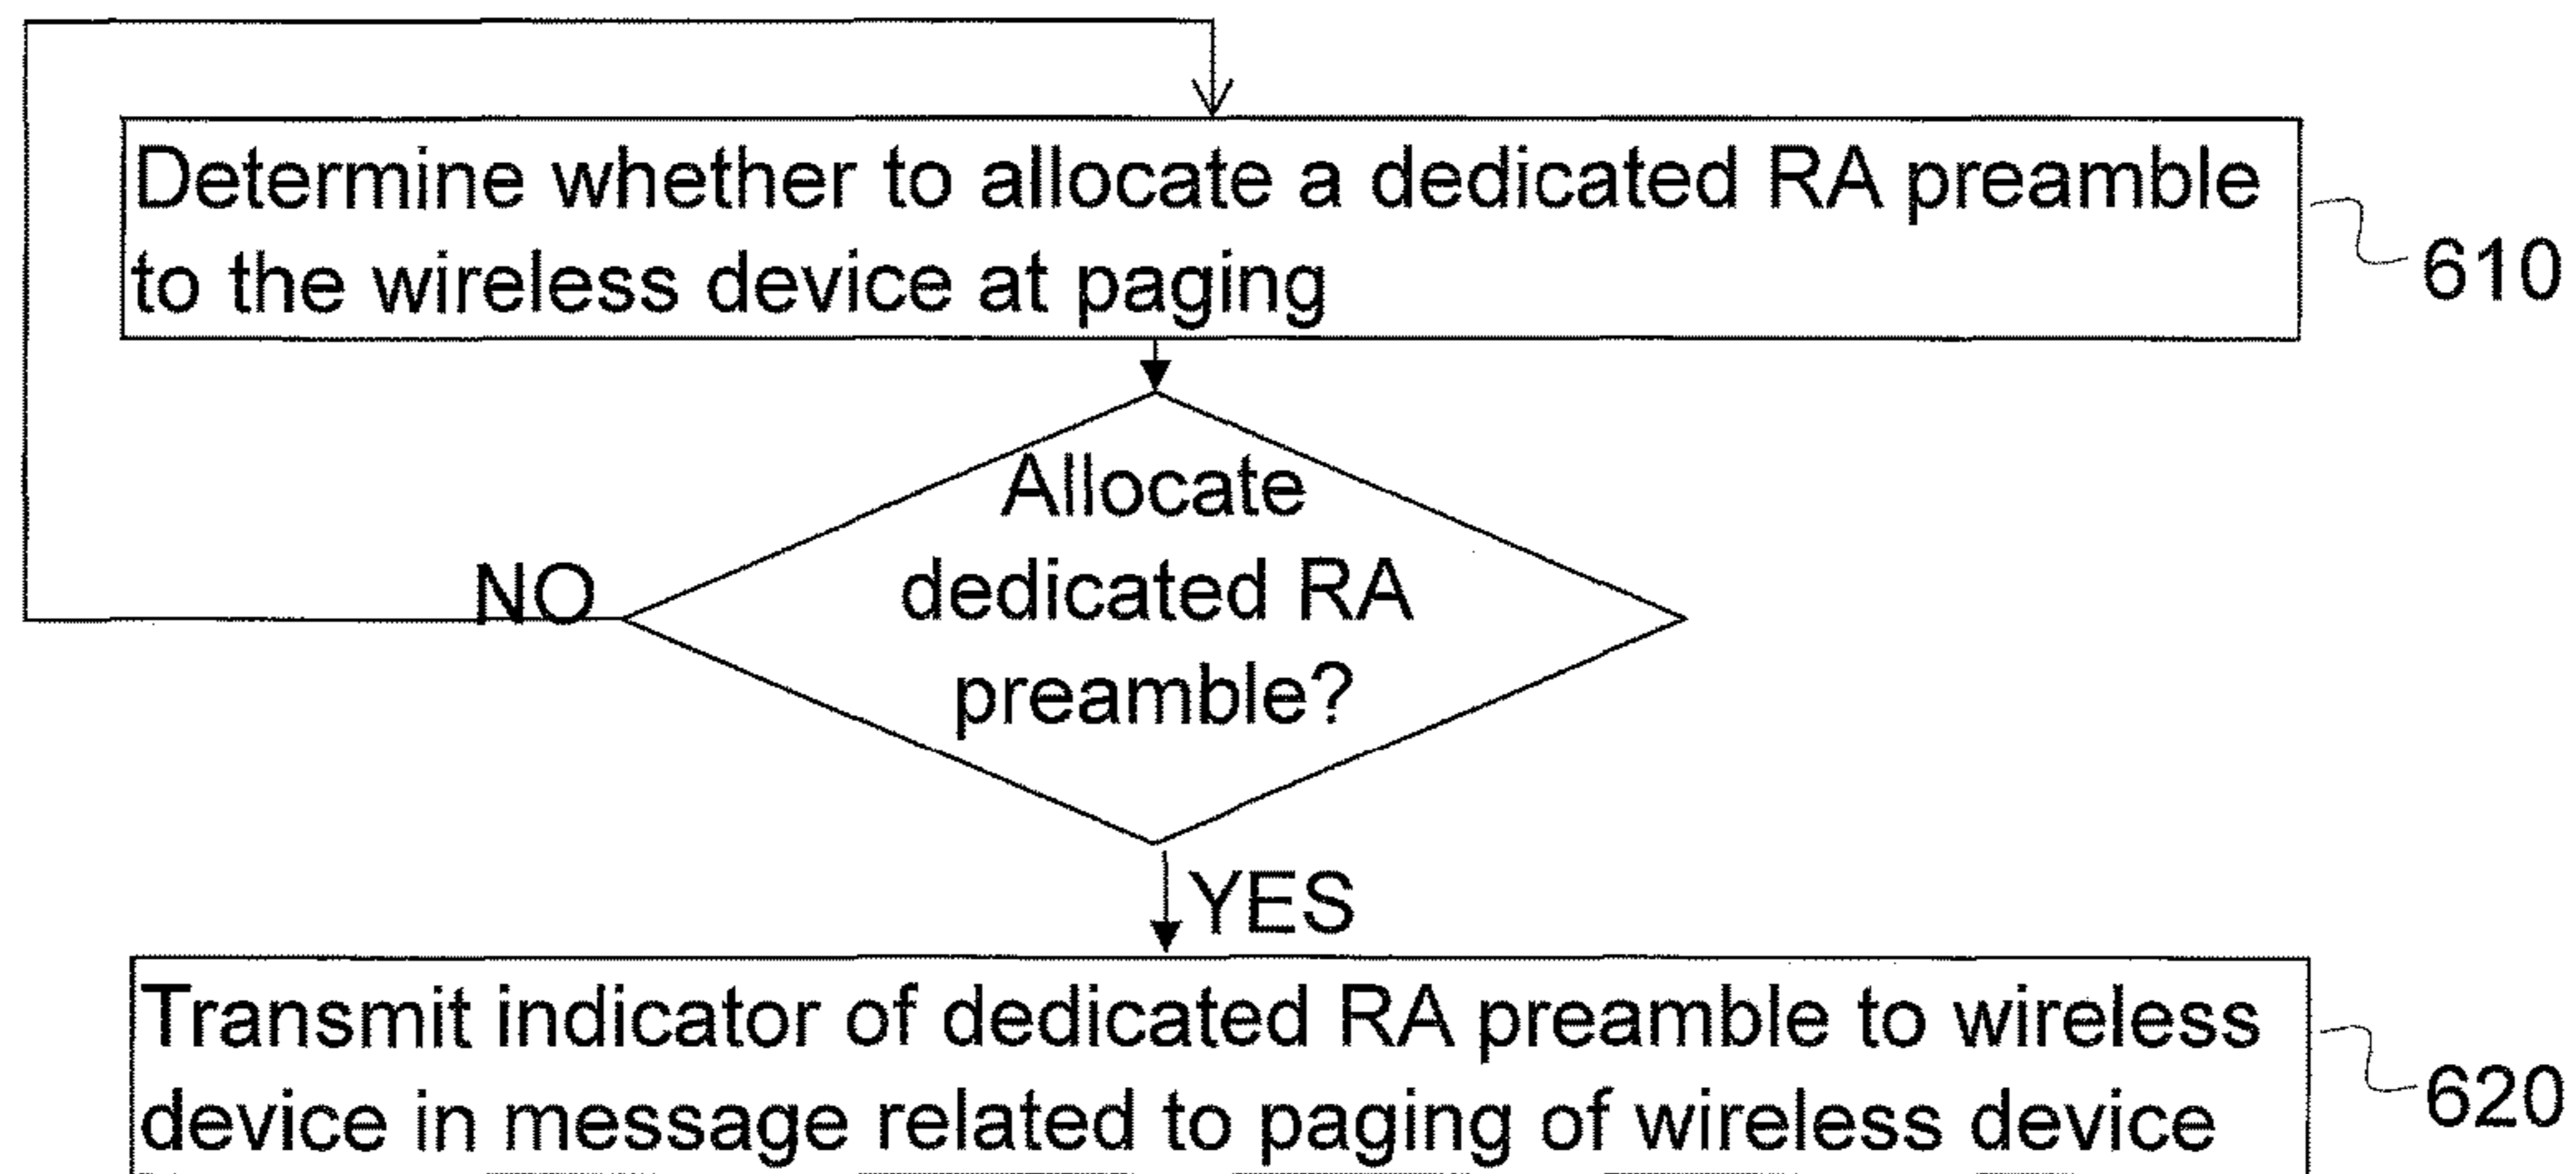 Determine whether to allocate a dedicated RA preamble
to the wireless device at paging
610
Allocate
dedicated RA
preamble?
NO
YES
Transmit indicator of dedicated RA preamble to wireless
device in message related to paging of wireless device
620